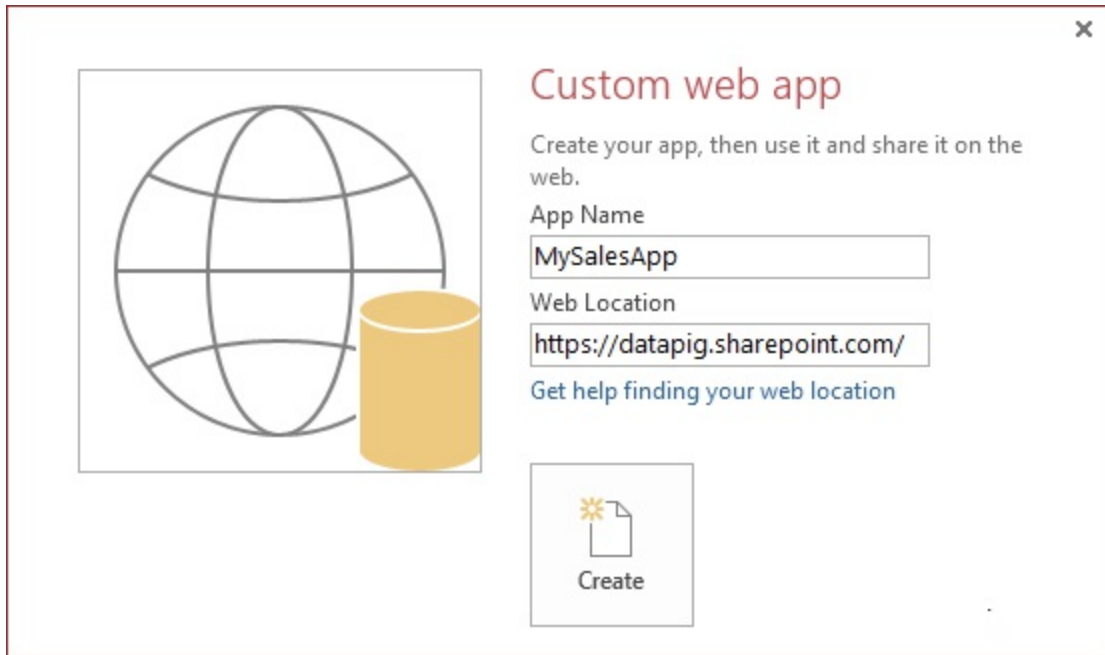 Custom web app
Create your app, then use it and share it on the
web.
App Name
MySalesApp
Web Location
https://datapig.sharepoint.com/
Get help finding your web location
Create